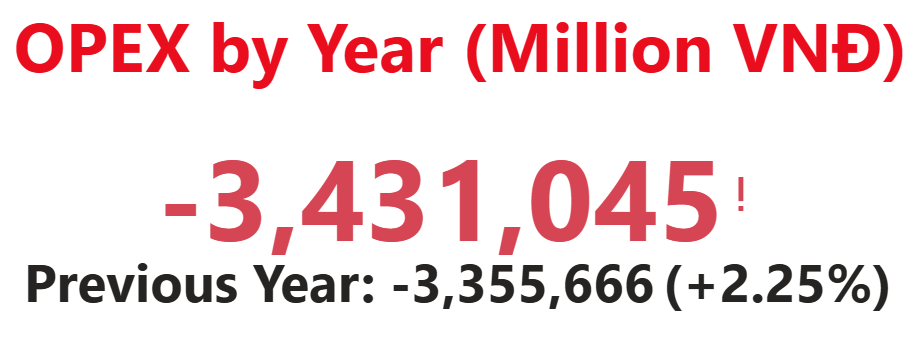 OPEX by Year (Million VNĐ)
-3,431,045 !
Previous Year: -3,355,666 (+2.25%)